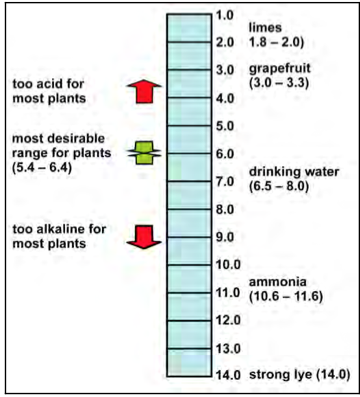 1.0
limes
1.8 – 2.0)
2.0
3.0
grapefruit
(3.0 – 3.3)
too acid for
most plants
4.0
5.0
most desirable
range for plants
(5.4 – 6.4)
6.0
drinking water
(6.5 – 8.0)
7.0
8.0
too alkaline for
most plants
9.0
10.0
ammonia
(10.6 – 11.6)
11.0
12.0
13.0
14.0 strong lye (14.0)